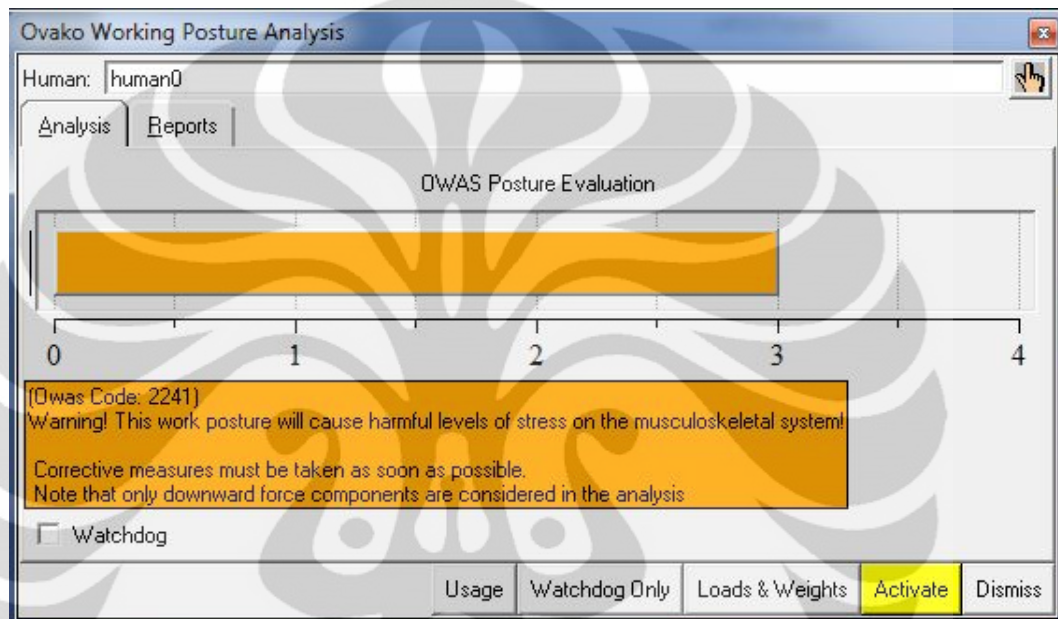 Ovako Working Posture Analysis
Human: human0
Analysis Reports
OWAS Posture Evaluation
0 1 2 3 4
(Owas Code: 2241)
Warning! This work posture will cause harmful levels of stress on the musculoskeletal system!
Corrective measures must be taken as soon as possible.
Note that only downward force components are considered in the analysis
Watchdog
Usage Watchdog Only Loads & Weights Activate Dismiss